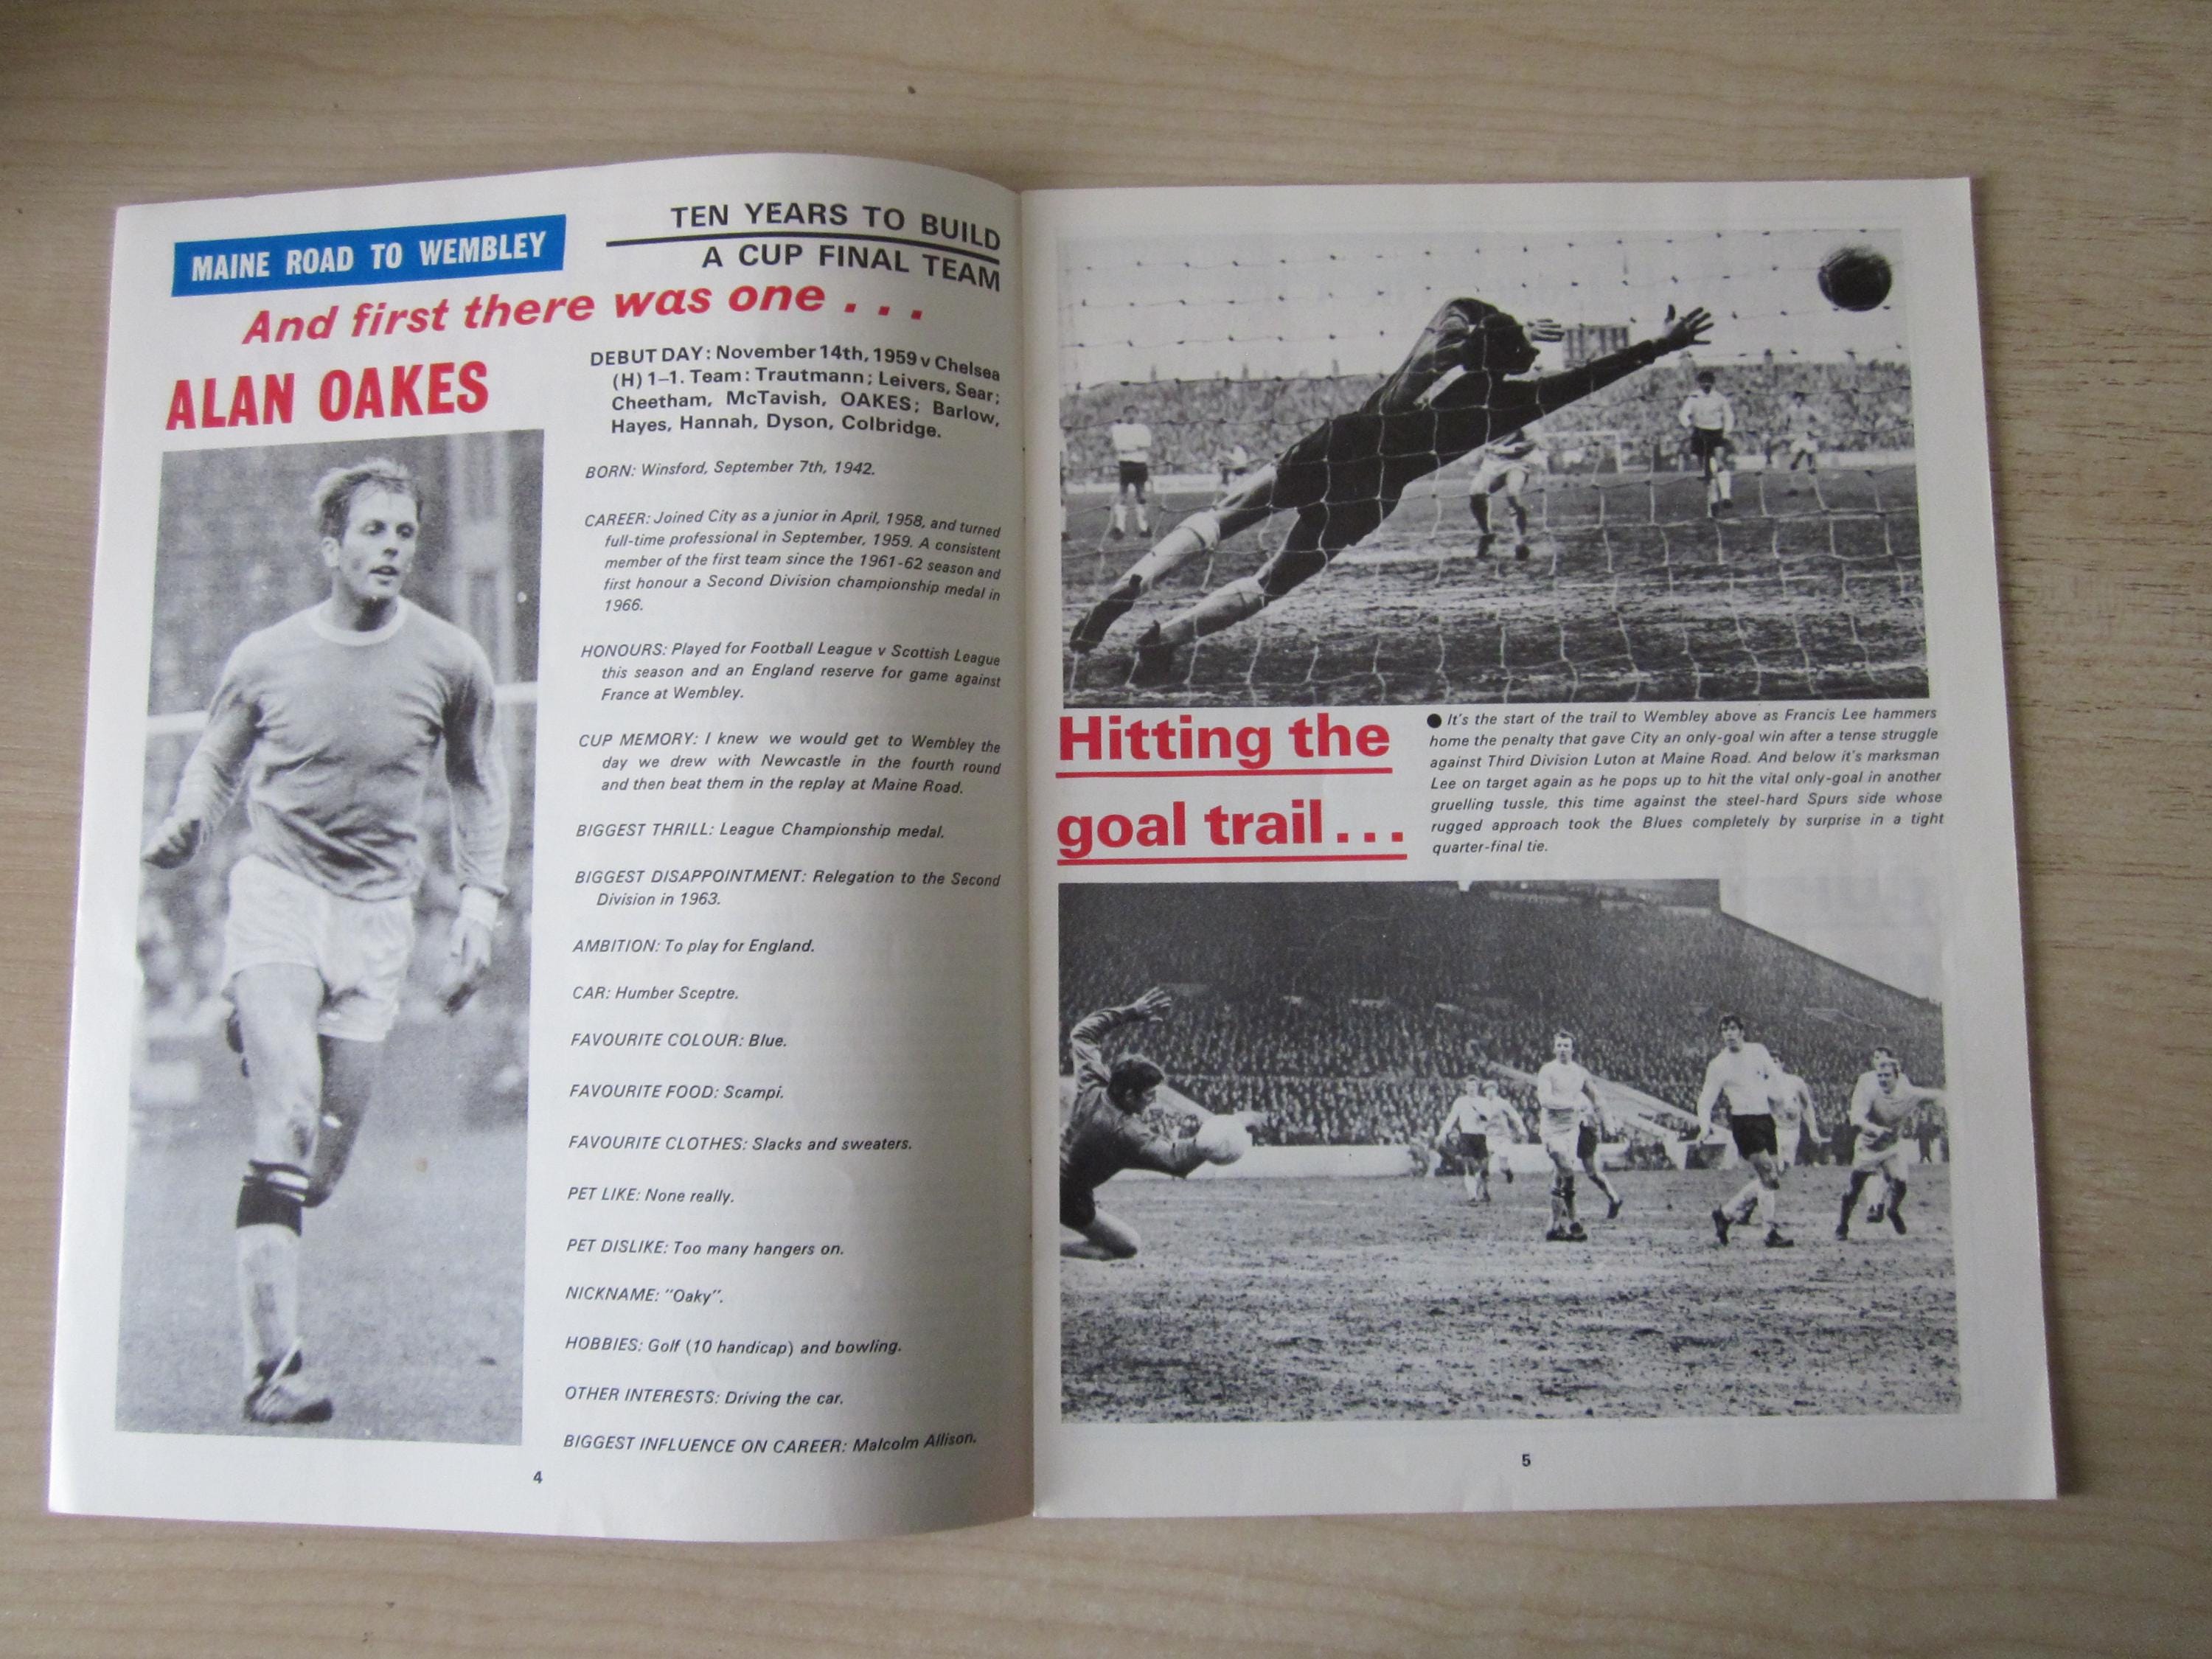 MAINE ROAD TO WEMBLEY
TEN YEARS TO BUILD
A CUP FINAL TEAM
And first there was one . . .
ALAN OAKES
DEBUT DAY: November 14th, 1959 v Chelsea
(H) 1–1. Team: Trautmann; Leivers, Sear;
Cheetham, McTavish, OAKES; Barlow,
Hayes, Hannah, Dyson, Colbridge.
BORN: Winsford, September 7th, 1942.
CAREER: Joined City as a junior in April, 1958, and turned
full-time professional in September, 1959. A consistent
member of the first team since the 1961-62 season and
first honour a Second Division championship medal in
1966.
HONOURS: Played for Football League v Scottish League
this season and an England reserve for game against
France at Wembley.
CUP MEMORY: I knew we would get to Wembley the
day we drew with Newcastle in the fourth round
and then beat them in the replay at Maine Road.
BIGGEST THRILL: League Championship medal.
BIGGEST DISAPPOINTMENT: Relegation to the Second
Division in 1963.
AMBITION: To play for England.
CAR: Humber Sceptre.
FAVOURITE COLOUR: Blue.
FAVOURITE FOOD: Scampi.
FAVOURITE CLOTHES: Slacks and sweaters.
PET LIKE: None really.
PET DISLIKE: Too many hangers on.
NICKNAME: "Oaky".
HOBBIES: Golf (10 handicap) and bowling.
OTHER INTERESTS: Driving the car.
BIGGEST INFLUENCE ON CAREER: Malcolm Allison.
4
Hitting the
goal trail . . .
● It's the start of the trail to Wembley above as Francis Lee hammers
home the penalty that gave City an only-goal win after a tense struggle
against Third Division Luton at Maine Road. And below it's marksman
Lee on target again as he pops up to hit the vital only-goal in another
gruelling tussle, this time against the steel-hard Spurs side whose
rugged approach took the Blues completely by surprise in a tight
quarter-final tie.
5